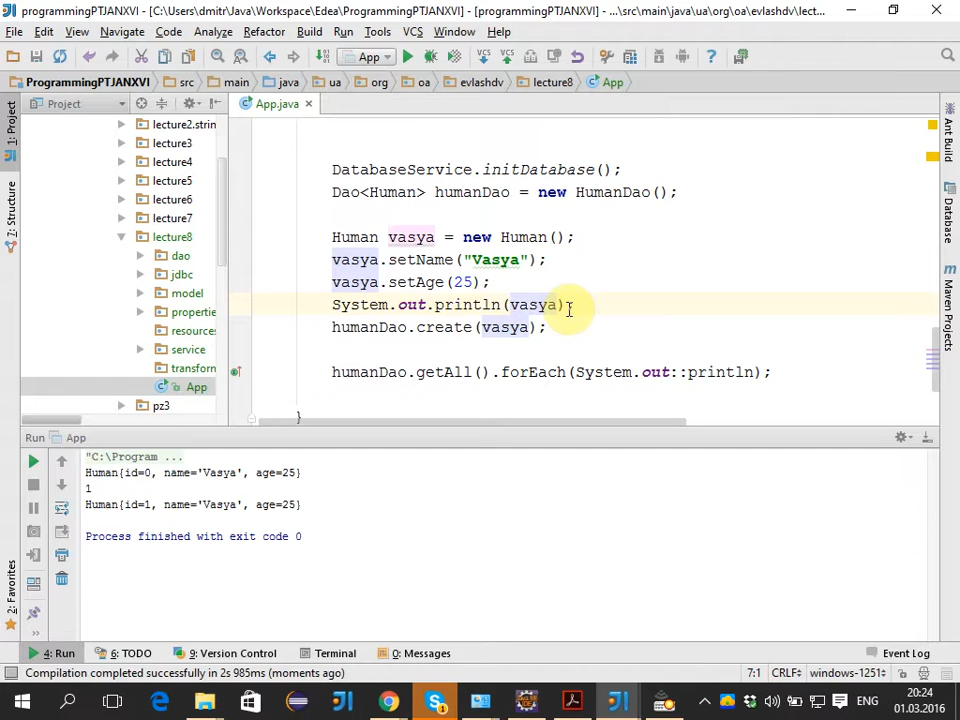 programmingPTJANXVI - [C:\Users\dmitr\Java\Workspace\Edea\ProgrammingPTJANXVI] - [programmingptjanxvi] - ...\src\main\java\ua\org\oa\evlashdv\lect...
File Edit View Navigate Code Analyze Refactor Build Run Tools VCS Window Help
App
ProgrammingPTJANXVI src main java ua org oa evlashdv lecture8 App
Project App.java
1: Project
7: Structure
2: Favorites
lecture2.strin
lecture3
lecture4
lecture5
lecture6
lecture7
lecture8
dao
jdbc
model
properties
resources
service
transform
App
pz3
DatabaseService.initDatabase();
Dao<Human> humanDao = new HumanDao();
Human vasya = new Human();
vasya.setName("Vasya");
vasya.setAge(25);
System.out.println(vasya);
humanDao.create(vasya);
humanDao.getAll().forEach(System.out::println);
}
Ant Build
Database
Maven Projects
Run App
"C:\Program ...
Human{id=0, name='Vasya', age=25}
1
Human{id=1, name='Vasya', age=25}
Process finished with exit code 0
4: Run 6: TODO 9: Version Control Terminal 0: Messages Event Log
Compilation completed successfully in 2s 985ms (moments ago) 7:1 CRLF windows-1251
ENG 20:24
01.03.2016